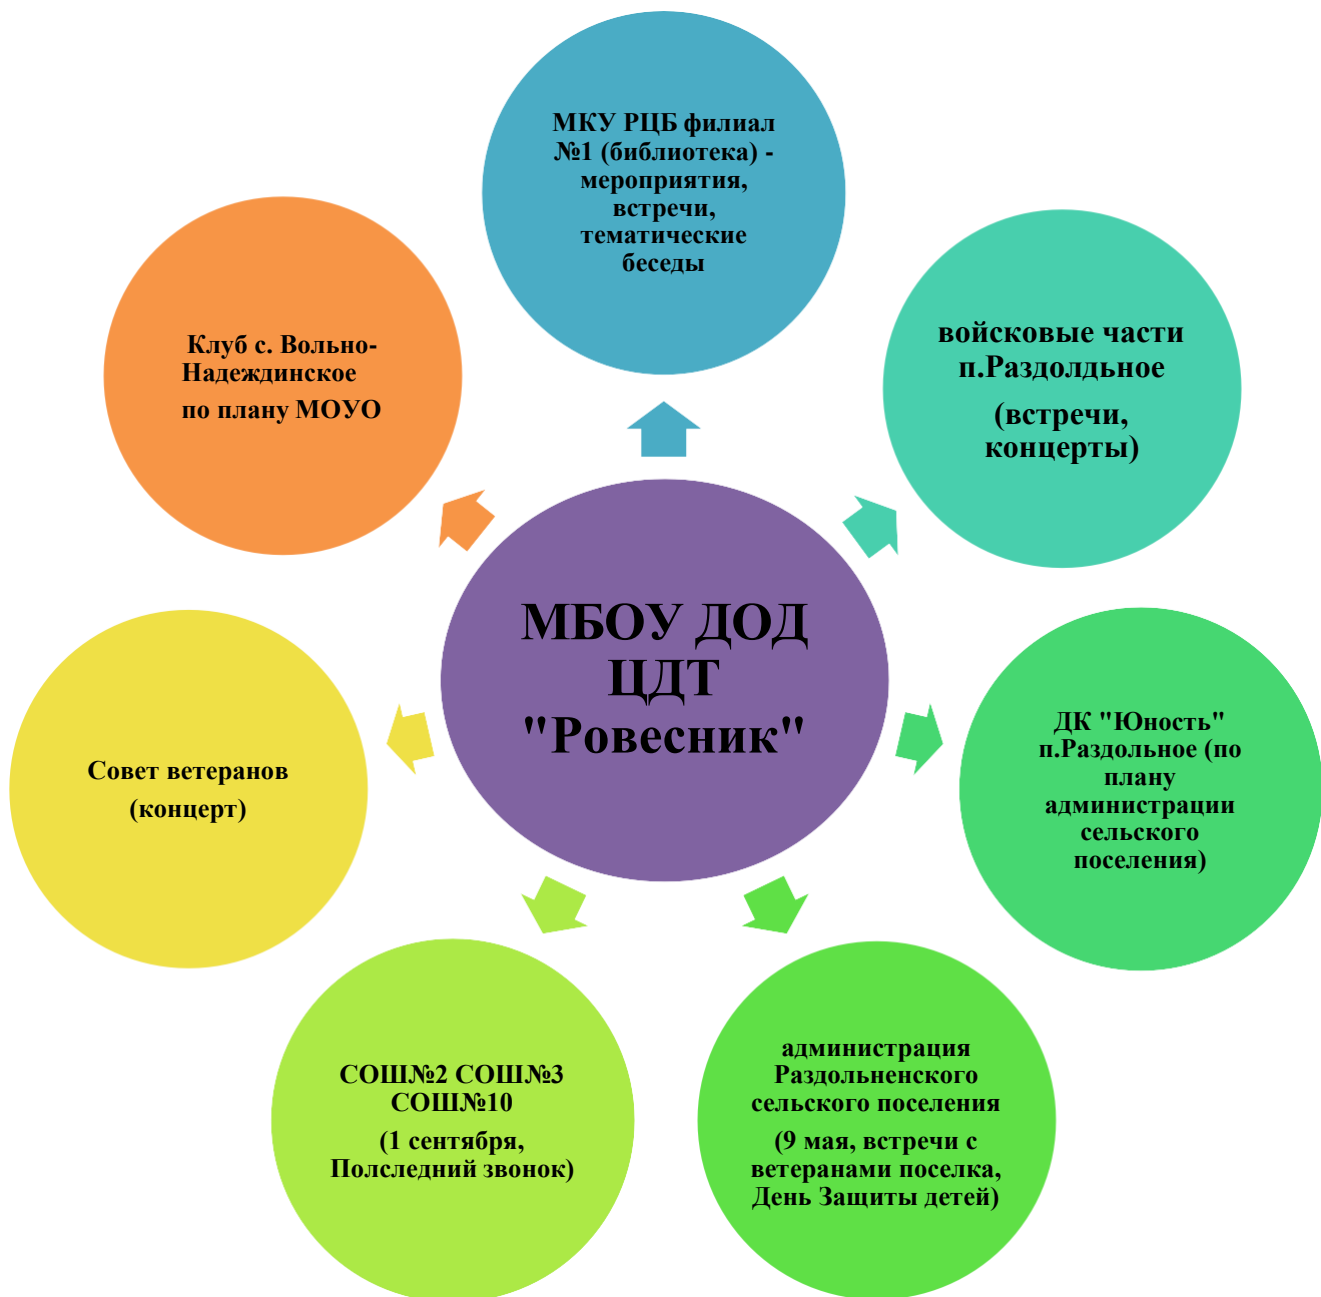 МКУ РЦБ филиал
№1 (библиотека) -
мероприятия,
встречи,
тематические
беседы
войсковые части
п.Раздолдьное
(встречи,
концерты)
ДК "Юность"
п.Раздольное (по
плану
администрации
сельского
поселения)
администрация
Раздольненского
сельского поселения
(9 мая, встречи с
ветеранами поселка,
День Защиты детей)
СОШ№2 СОШ№3
СОШ№10
(1 сентября,
Полследний звонок)
Совет ветеранов
(концерт)
Клуб с. Вольно-
Надеждинское
по плану МОУО
МБОУ ДОД
ЦДТ
"Ровесник"